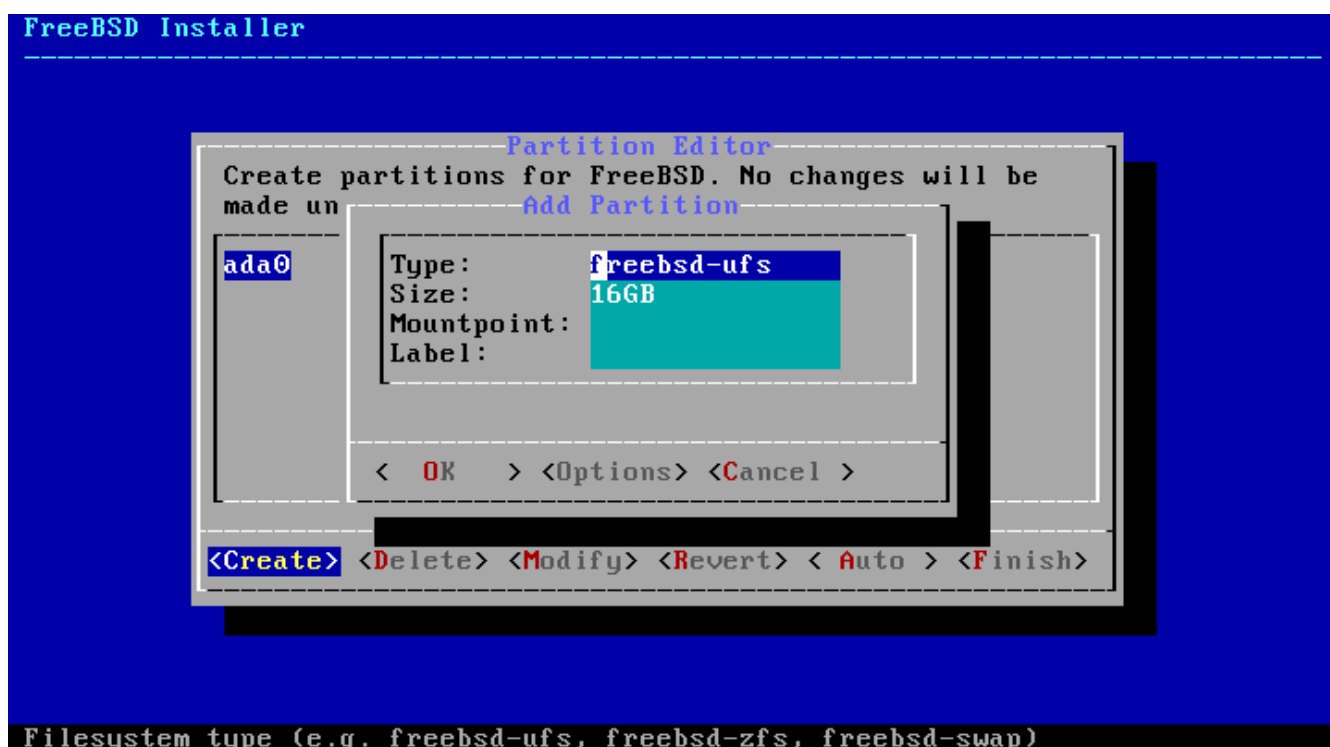 FreeBSD Installer
Partition Editor
Create partitions for FreeBSD. No changes will be
made un
Add Partition
ada0
Type: freebsd-ufs
Size: 16GB
Mountpoint:
Label:
< OK > <Options> <Cancel >
<Create> <Delete> <Modify> <Revert> < Auto > <Finish>
Filesystem type (e.g. freebsd-ufs, freebsd-zfs, freebsd-swap)